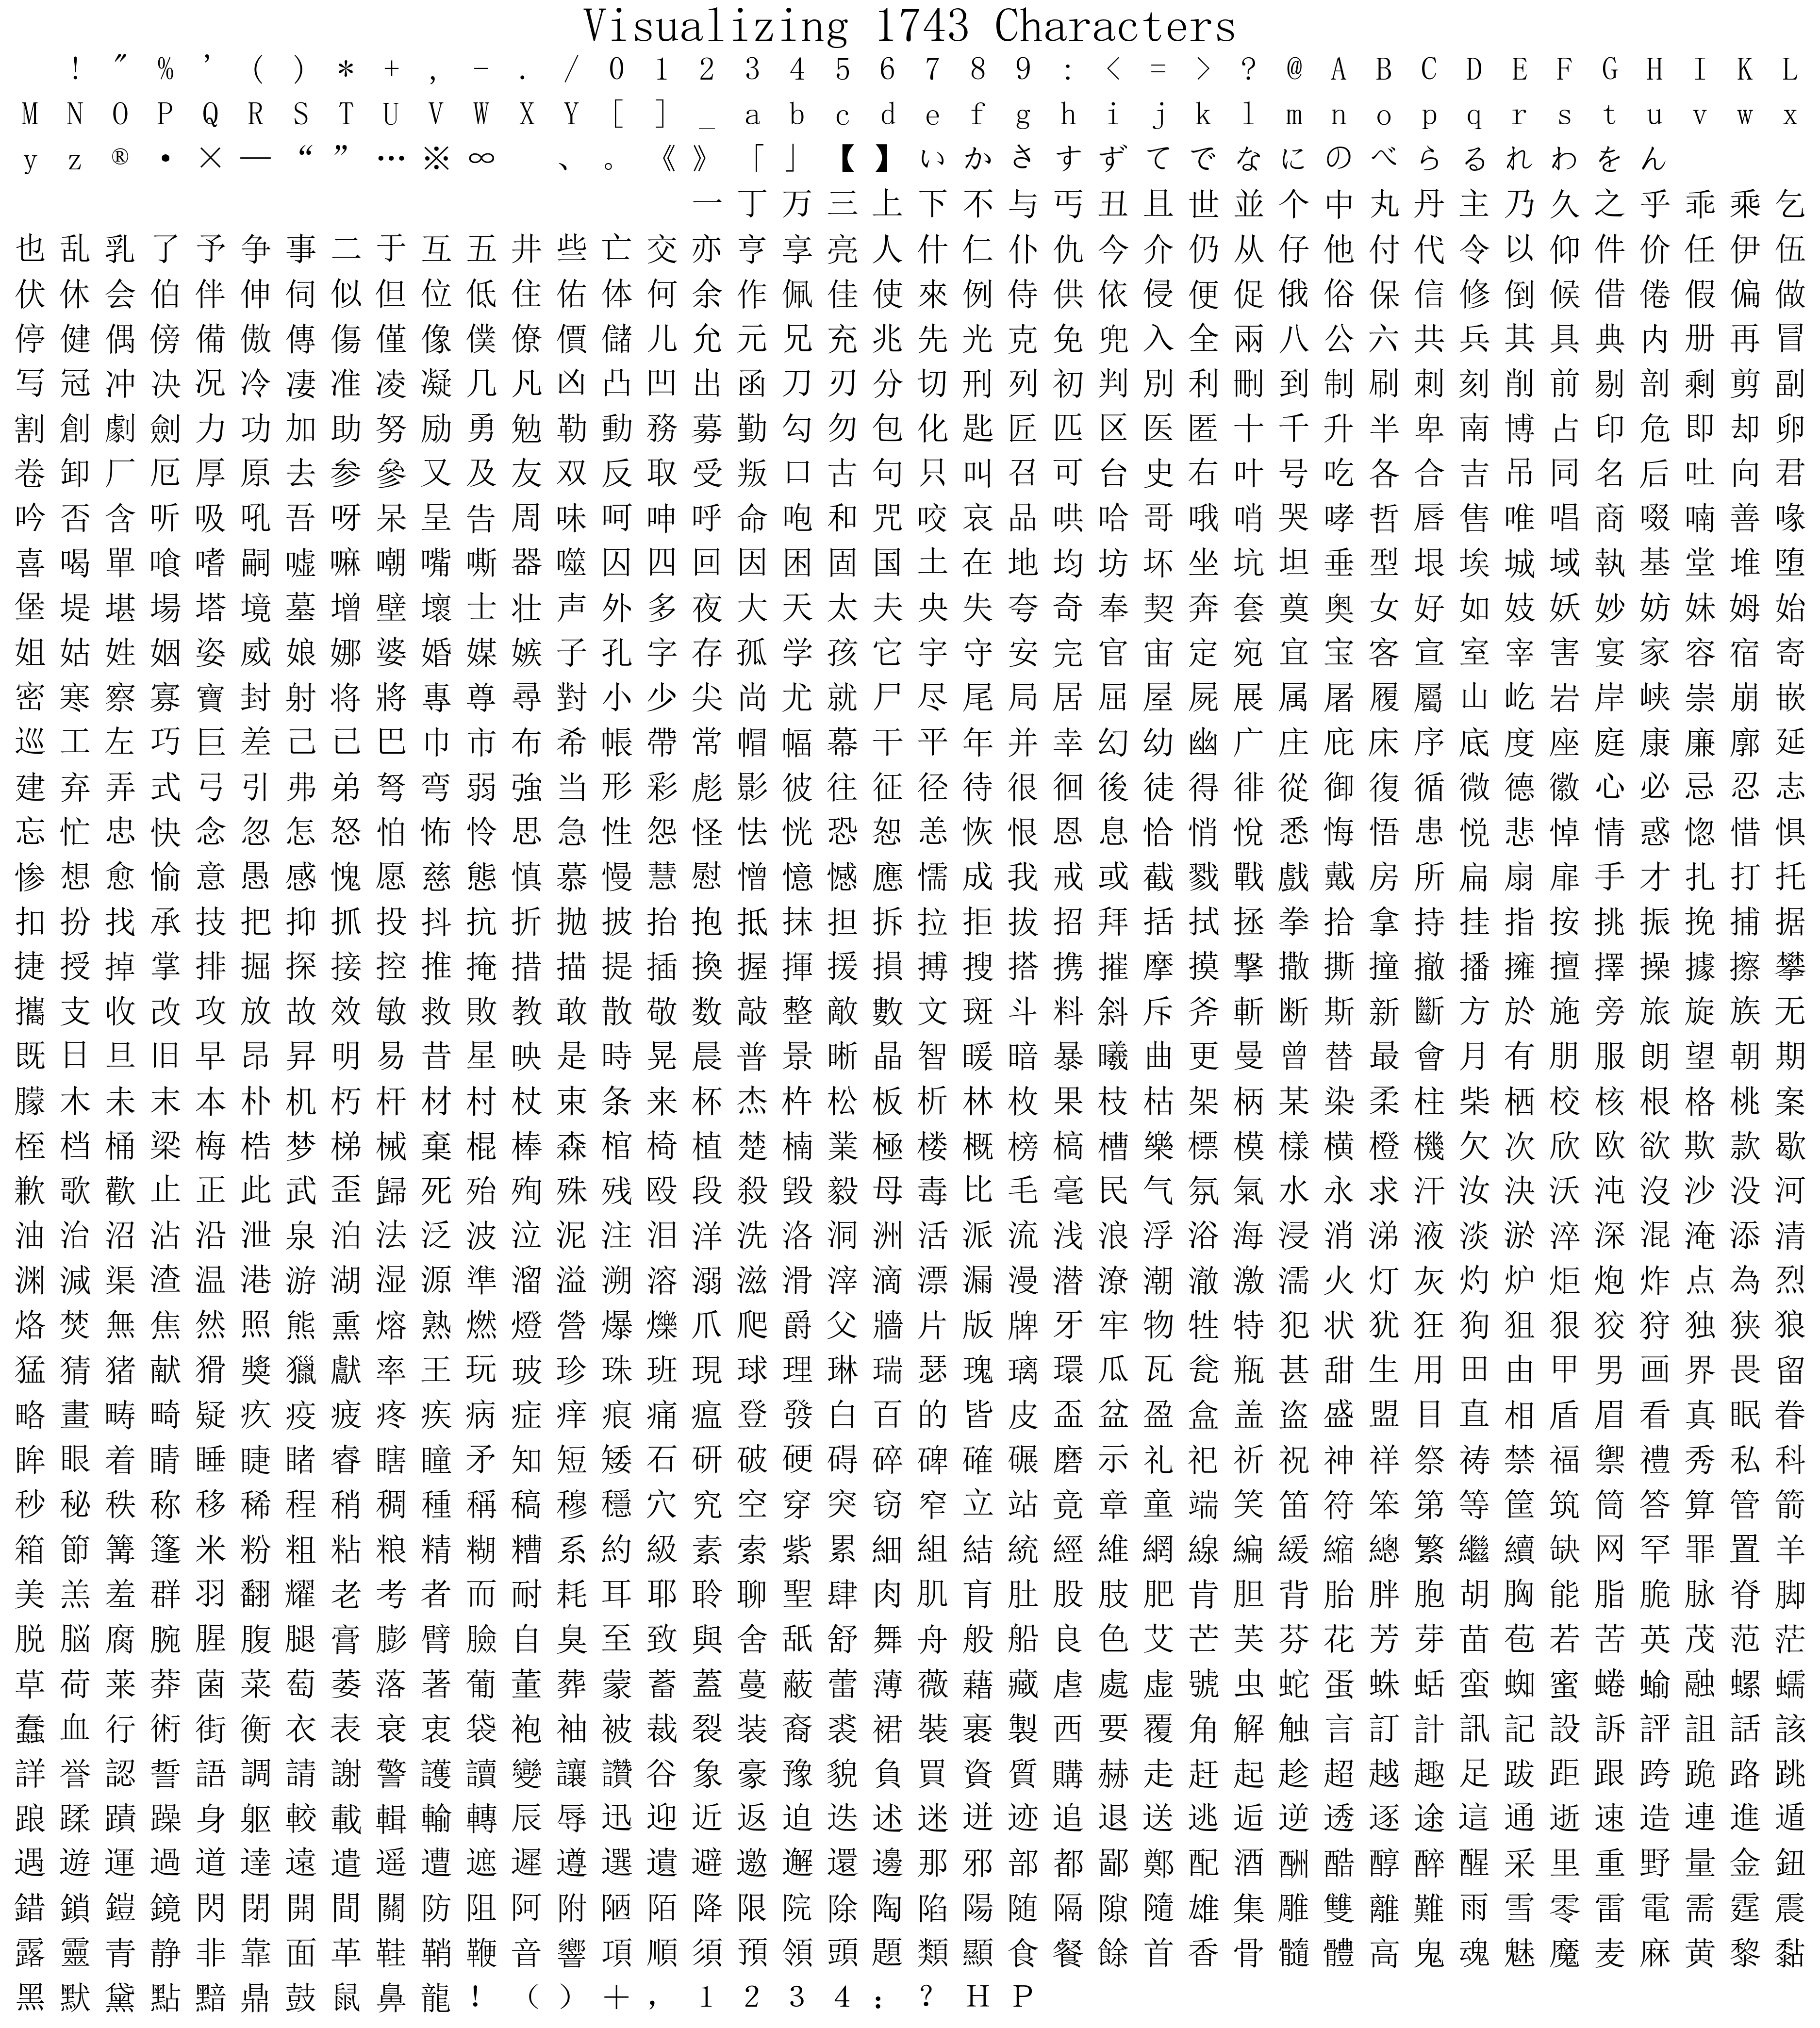 Visualizing 1743 Characters
! " % ' ( ) * + , - . / 0 1 2 3 4 5 6 7 8 9 : < = > ? @ A B C D E F G H I K L
M N O P Q R S T U V W X Y [ ] _ a b c d e f g h i j k l m n o p q r s t u v w x
y z ® • × — “ ” … ※ ∞ 、 。 《 》 「 」 【 】 い か さ す ず て で な に の べ ら る れ わ を ん
一 丁 万 三 上 下 不 与 丐 丑 且 世 並 个 中 丸 丹 主 乃 久 之 乎 乖 乘 乞
也 乱 乳 了 予 争 事 二 于 互 五 井 些 亡 交 亦 亨 享 亮 人 什 仁 仆 仇 今 介 仍 从 仔 他 付 代 令 以 仰 件 价 任 伊 伍
伏 休 会 伯 伴 伸 伺 似 但 位 低 住 佑 体 何 余 作 佩 佳 使 來 例 侍 供 依 侵 便 促 俄 俗 保 信 修 倒 候 借 倦 假 偏 做
停 健 偶 傍 備 傲 傳 傷 僅 像 僕 僚 價 儲 儿 允 元 兄 充 兆 先 光 克 免 兜 入 全 兩 八 公 六 共 兵 其 具 典 内 册 再 冒
写 冠 冲 决 况 冷 凄 准 凌 凝 几 凡 凶 凸 凹 出 函 刀 刃 分 切 刑 列 初 判 別 利 刪 到 制 刷 刺 刻 削 前 剔 剖 剩 剪 副
割 創 劇 劍 力 功 加 助 努 励 勇 勉 勒 動 務 募 勤 勾 勿 包 化 匙 匠 匹 区 医 匿 十 千 升 半 卑 南 博 占 印 危 即 却 卵
卷 卸 厂 厄 厚 原 去 参 參 又 及 友 双 反 取 受 叛 口 古 句 只 叫 召 可 台 史 右 叶 号 吃 各 合 吉 吊 同 名 后 吐 向 君
吟 否 含 听 吸 吼 吾 呀 呆 呈 告 周 味 呵 呻 呼 命 咆 和 咒 咬 哀 品 哄 哈 哥 哦 哨 哭 哮 哲 唇 售 唯 唱 商 啜 喃 善 喙
喜 喝 單 喰 嗜 嗣 嘘 嘛 嘲 嘴 嘶 器 噬 囚 四 回 因 困 固 国 土 在 地 均 坊 坏 坐 坑 坦 垂 型 垠 埃 城 域 執 基 堂 堆 堕
堡 堤 堪 場 塔 境 墓 增 壁 壞 士 壮 声 外 多 夜 大 天 太 夫 央 失 夸 奇 奉 契 奔 套 奠 奥 女 好 如 妓 妖 妙 妨 妹 姆 始
姐 姑 姓 姻 姿 威 娘 娜 婆 婚 媒 嫉 子 孔 字 存 孤 学 孩 它 宇 守 安 完 官 宙 定 宛 宜 宝 客 宣 室 宰 害 宴 家 容 宿 寄
密 寒 察 寡 寶 封 射 将 將 專 尊 尋 對 小 少 尖 尚 尤 就 尸 尽 尾 局 居 屈 屋 屍 展 属 屠 履 屬 山 屹 岩 岸 峡 崇 崩 嵌
巡 工 左 巧 巨 差 己 已 巴 巾 市 布 希 帳 帶 常 帽 幅 幕 干 平 年 并 幸 幻 幼 幽 广 庄 庇 床 序 底 度 座 庭 康 廉 廓 延
建 弃 弄 式 弓 引 弗 弟 弩 弯 弱 強 当 形 彩 彪 影 彼 往 征 径 待 很 徊 後 徒 得 徘 從 御 復 循 微 德 徽 心 必 忌 忍 志
忘 忙 忠 快 念 忽 怎 怒 怕 怖 怜 思 急 性 怨 怪 怯 恍 恐 恕 恙 恢 恨 恩 息 恰 悄 悅 悉 悔 悟 患 悦 悲 悼 情 惑 惚 惜 惧
惨 想 愈 愉 意 愚 感 愧 愿 慈 態 慎 慕 慢 慧 慰 憎 憶 憾 應 懦 成 我 戒 或 截 戮 戰 戲 戴 房 所 扁 扇 扉 手 才 扎 打 托
扣 扮 找 承 技 把 抑 抓 投 抖 抗 折 抛 披 抬 抱 抵 抹 担 拆 拉 拒 拔 招 拜 括 拭 拯 拳 拾 拿 持 挂 指 按 挑 振 挽 捕 据
捷 授 掉 掌 排 掘 探 接 控 推 掩 措 描 提 插 換 握 揮 援 損 搏 搜 搭 携 摧 摩 摸 擊 撒 撕 撞 撤 播 擁 擅 擇 操 據 擦 攀
攜 支 收 改 攻 放 故 效 敏 救 敗 教 敢 散 敬 数 敲 整 敵 數 文 斑 斗 料 斜 斥 斧 斬 断 斯 新 斷 方 於 施 旁 旅 旋 族 无
既 日 旦 旧 早 昂 昇 明 易 昔 星 映 是 時 晃 晨 普 景 晰 晶 智 暖 暗 暴 曦 曲 更 曼 曾 替 最 會 月 有 朋 服 朗 望 朝 期
朦 木 未 末 本 朴 机 朽 杆 材 村 杖 束 条 来 杯 杰 杵 松 板 析 林 枚 果 枝 枯 架 柄 某 染 柔 柱 柴 栖 校 核 根 格 桃 案
桎 档 桶 梁 梅 梏 梦 梯 械 棄 棍 棒 森 棺 椅 植 楚 楠 業 極 楼 概 榜 槁 槽 樂 標 模 樣 横 橙 機 欠 次 欣 欧 欲 欺 款 歇
歉 歌 歡 止 正 此 武 歪 歸 死 殆 殉 殊 残 殴 段 殺 毀 毅 母 毒 比 毛 毫 民 气 氛 氣 水 永 求 汗 汝 決 沃 沌 沒 沙 没 河
油 治 沼 沾 沿 泄 泉 泊 法 泛 波 泣 泥 注 泪 洋 洗 洛 洞 洲 活 派 流 浅 浪 浮 浴 海 浸 消 涕 液 淡 淤 淬 深 混 淹 添 清
渊 減 渠 渣 温 港 游 湖 湿 源 準 溜 溢 溯 溶 溺 滋 滑 滓 滴 漂 漏 漫 潜 潦 潮 澈 激 濡 火 灯 灰 灼 炉 炬 炮 炸 点 為 烈
烙 焚 無 焦 然 照 熊 熏 熔 熟 燃 燈 營 爆 爍 爪 爬 爵 父 牆 片 版 牌 牙 牢 物 牲 特 犯 状 犹 狂 狗 狙 狠 狡 狩 独 狭 狼
猛 猜 猪 献 猾 獎 獵 獻 率 王 玩 玻 珍 珠 班 現 球 理 琳 瑞 瑟 瑰 璃 環 瓜 瓦 瓮 瓶 甚 甜 生 用 田 由 甲 男 画 界 畏 留
略 畫 畴 畸 疑 疚 疫 疲 疼 疾 病 症 痒 痕 痛 瘟 登 發 白 百 的 皆 皮 盃 盆 盈 盒 盖 盗 盛 盟 目 直 相 盾 眉 看 真 眠 眷
眸 眼 着 睛 睡 睫 睹 睿 瞎 瞳 矛 知 短 矮 石 研 破 硬 碍 碎 碑 確 碾 磨 示 礼 祀 祈 祝 神 祥 祭 祷 禁 福 禦 禮 秀 私 科
秒 秘 秩 称 移 稀 程 稍 稠 種 稱 稿 穆 穩 穴 究 空 穿 突 窃 窄 立 站 竟 章 童 端 笑 笛 符 笨 第 等 筐 筑 筒 答 算 管 箭
箱 節 篝 篷 米 粉 粗 粘 粮 精 糊 糟 系 約 級 素 索 紫 累 細 組 結 統 經 維 網 線 編 緩 縮 總 繁 繼 續 缺 网 罕 罪 置 羊
美 羔 羞 群 羽 翻 耀 老 考 者 而 耐 耗 耳 耶 聆 聊 聖 肆 肉 肌 肓 肚 股 肢 肥 肯 胆 背 胎 胖 胞 胡 胸 能 脂 脆 脉 脊 脚
脱 脳 腐 腕 腥 腹 腿 膏 膨 臂 臉 自 臭 至 致 與 舍 舐 舒 舞 舟 般 船 良 色 艾 芒 芙 芬 花 芳 芽 苗 苞 若 苦 英 茂 范 茫
草 荷 莱 莽 菌 菜 萄 萎 落 著 葡 董 葬 蒙 蓄 蓋 蔓 蔽 蕾 薄 薇 藉 藏 虐 處 虚 號 虫 蛇 蛋 蛛 蛞 蛮 蜘 蜜 蜷 蝓 融 螺 蠕
蠢 血 行 術 街 衡 衣 表 衰 衷 袋 袍 袖 被 裁 裂 装 裔 裘 裙 裝 裹 製 西 要 覆 角 解 触 言 訂 計 訊 記 設 訴 評 詛 話 該
詳 誉 認 誓 語 調 請 謝 警 護 讀 變 讓 讚 谷 象 豪 豫 貌 負 買 資 質 購 赫 走 赶 起 趁 超 越 趣 足 跋 距 跟 跨 跪 路 跳
踉 蹂 蹟 躁 身 躯 較 載 輯 輸 轉 辰 辱 迅 迎 近 返 迫 迭 述 迷 迸 迹 追 退 送 逃 逅 逆 透 逐 途 這 通 逝 速 造 連 進 遁
遇 遊 運 過 道 達 遠 遣 遥 遭 遮 遲 遵 選 遺 避 邀 邂 還 邊 那 邪 部 都 鄙 鄭 配 酒 酬 酷 醇 醉 醒 采 里 重 野 量 金 鈕
錯 鎖 鎧 鏡 閃 閉 開 間 關 防 阻 阿 附 陋 陌 降 限 院 除 陶 陷 陽 随 隔 隙 隨 雄 集 雕 雙 離 難 雨 雪 零 雷 電 需 霆 震
露 靈 青 静 非 靠 面 革 鞋 鞘 鞭 音 響 項 順 須 預 領 頭 題 類 顯 食 餐 餘 首 香 骨 髓 體 高 鬼 魂 魅 魔 麦 麻 黄 黎 黏
黑 默 黛 點 黯 鼎 鼓 鼠 鼻 龍 ！ （ ） ＋ ， １ ２ ３ ４ ： ？ Ｈ Ｐ